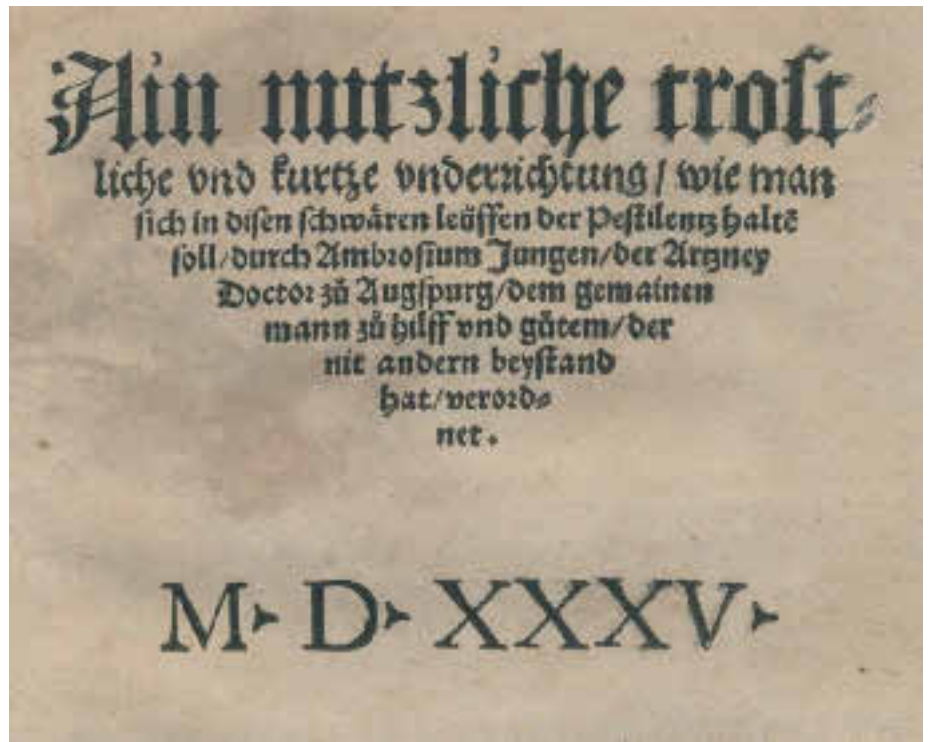 Ain nutzliche trost⸗
liche vnd kurtze vnderrichtung / wie man
sich in disen schwären leüffen der Pestilentz haltē
soll / durch Ambrosium Jungen / der Artzney
Doctor zů Augspurg / dem gemainen
mann zů hilff vnd gůtem / der
nit andern beystand
hat / verord⸗
net.
M. D. XXXV.